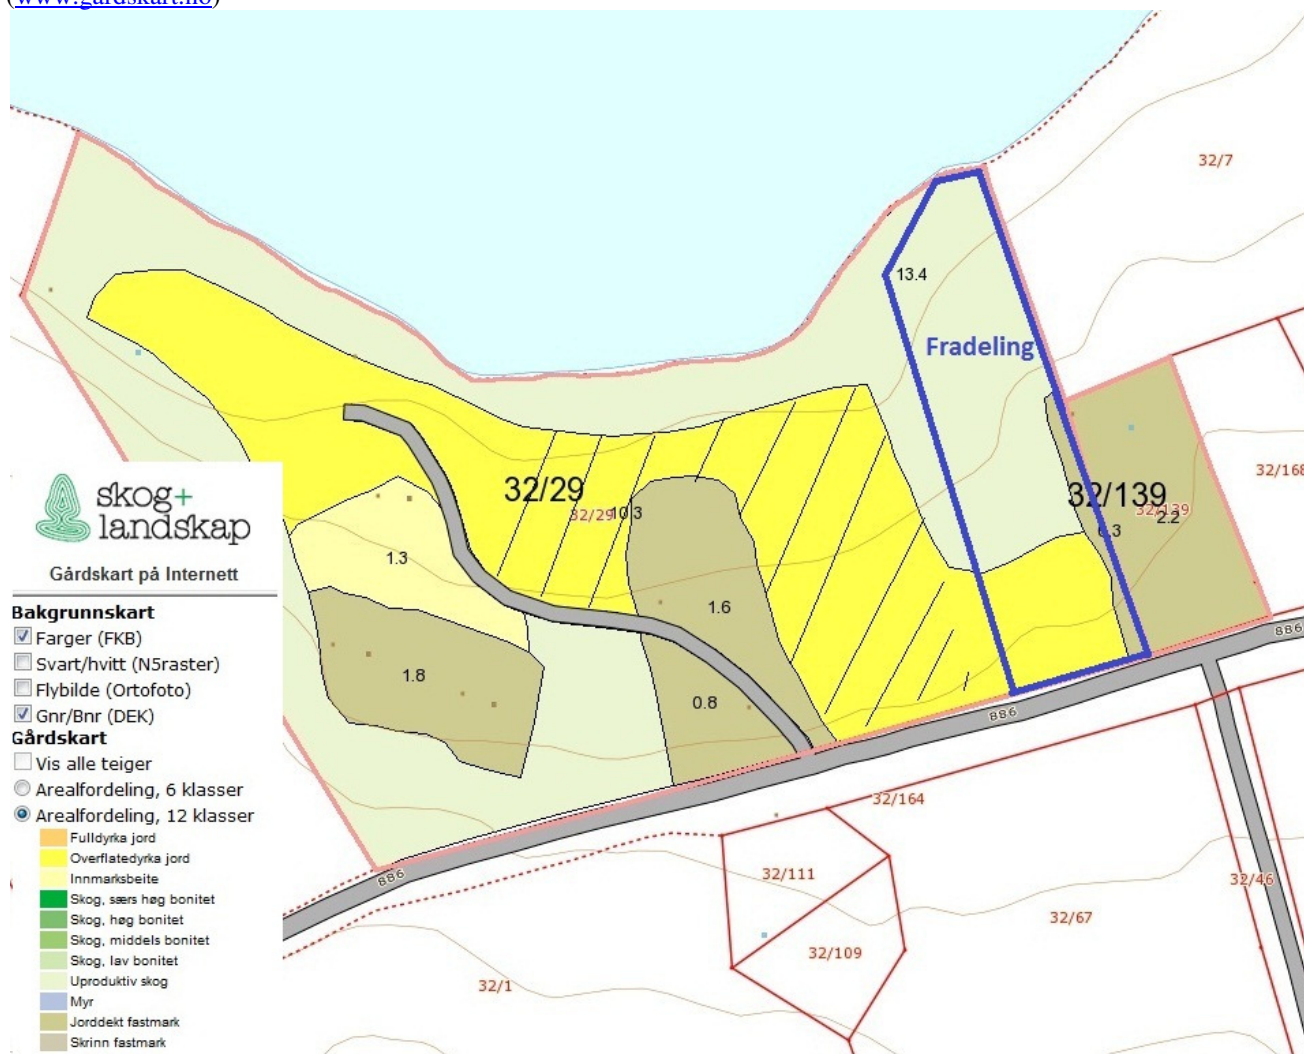 (www.gardskart.no)
32/7
13.4
Fradeling
32/168
32/29
32/29
10.3
32/139
32/139
2.2
6.3
1.3
1.6
1.8
0.8
886
886
886
32/164
32/111
32/109
32/67
32/46
32/1
skog+
landskap
Gårdskart på Internett
Bakgrunnskart
Farger (FKB)
Svart/hvitt (N5raster)
Flybilde (Ortofoto)
Gnr/Bnr (DEK)
Gårdskart
Vis alle teiger
Arealfordeling, 6 klasser
Arealfordeling, 12 klasser
Fulldyrka jord
Overflatedyrka jord
Innmarksbeite
Skog, særs høg bonitet
Skog, høg bonitet
Skog, middels bonitet
Skog, lav bonitet
Uproduktiv skog
Myr
Jorddekt fastmark
Skrinn fastmark